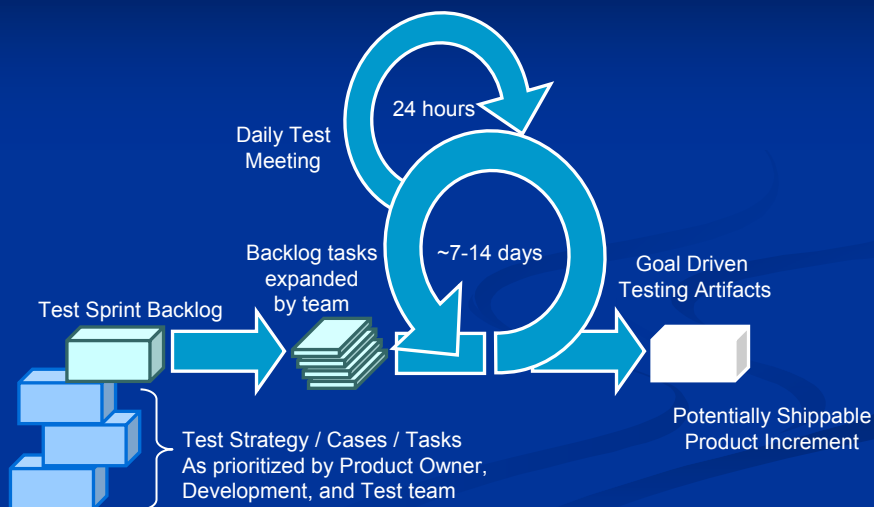 24 hours
Daily Test
Meeting
Backlog tasks
expanded
by team
~7-14 days
Goal Driven
Testing Artifacts
Test Sprint Backlog
Potentially Shippable
Product Increment
Test Strategy / Cases / Tasks
As prioritized by Product Owner,
Development, and Test team